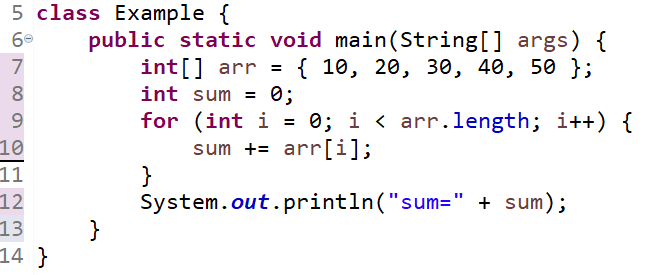 5 class Example {
6 public static void main(String[] args) {
7 int[] arr = { 10, 20, 30, 40, 50 };
8 int sum = 0;
9 for (int i = 0; i < arr.length; i++) {
10 sum += arr[i];
11 }
12 System.out.println("sum=" + sum);
13 }
14 }